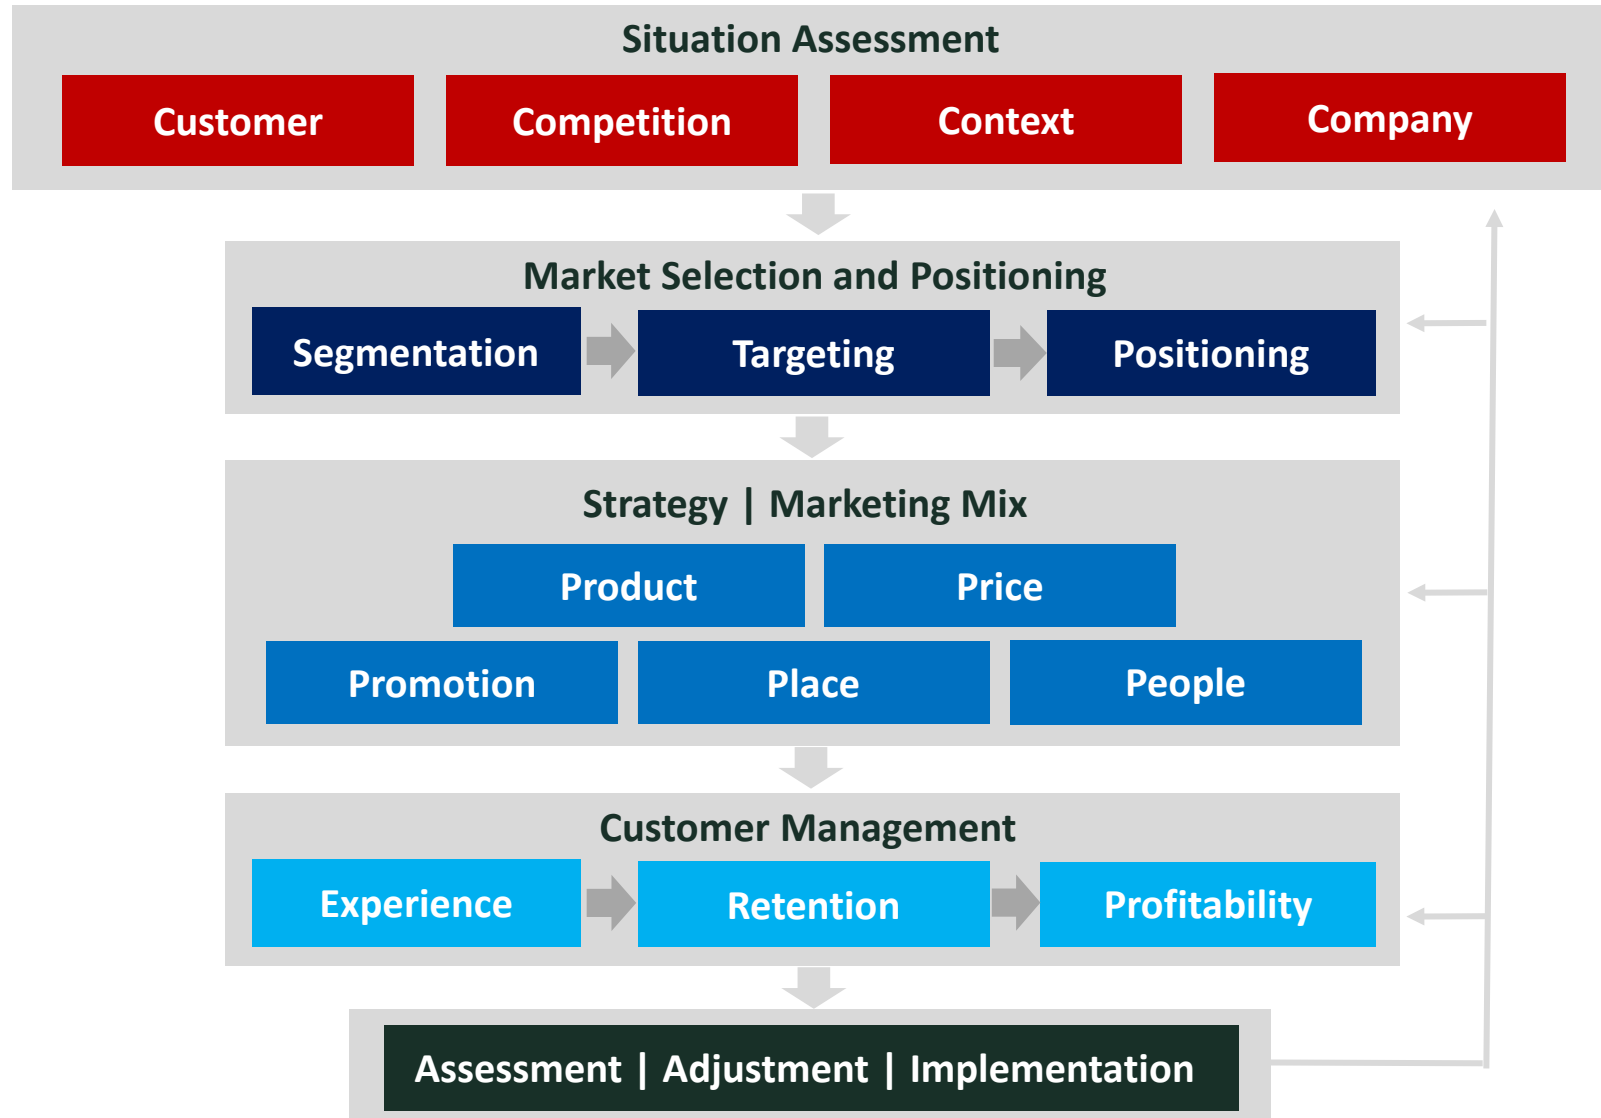 Situation Assessment
Customer
Competition
Context
Company
Market Selection and Positioning
Segmentation
Targeting
Positioning
Strategy | Marketing Mix
Product
Price
Promotion
Place
People
Customer Management
Experience
Retention
Profitability
Assessment | Adjustment | Implementation